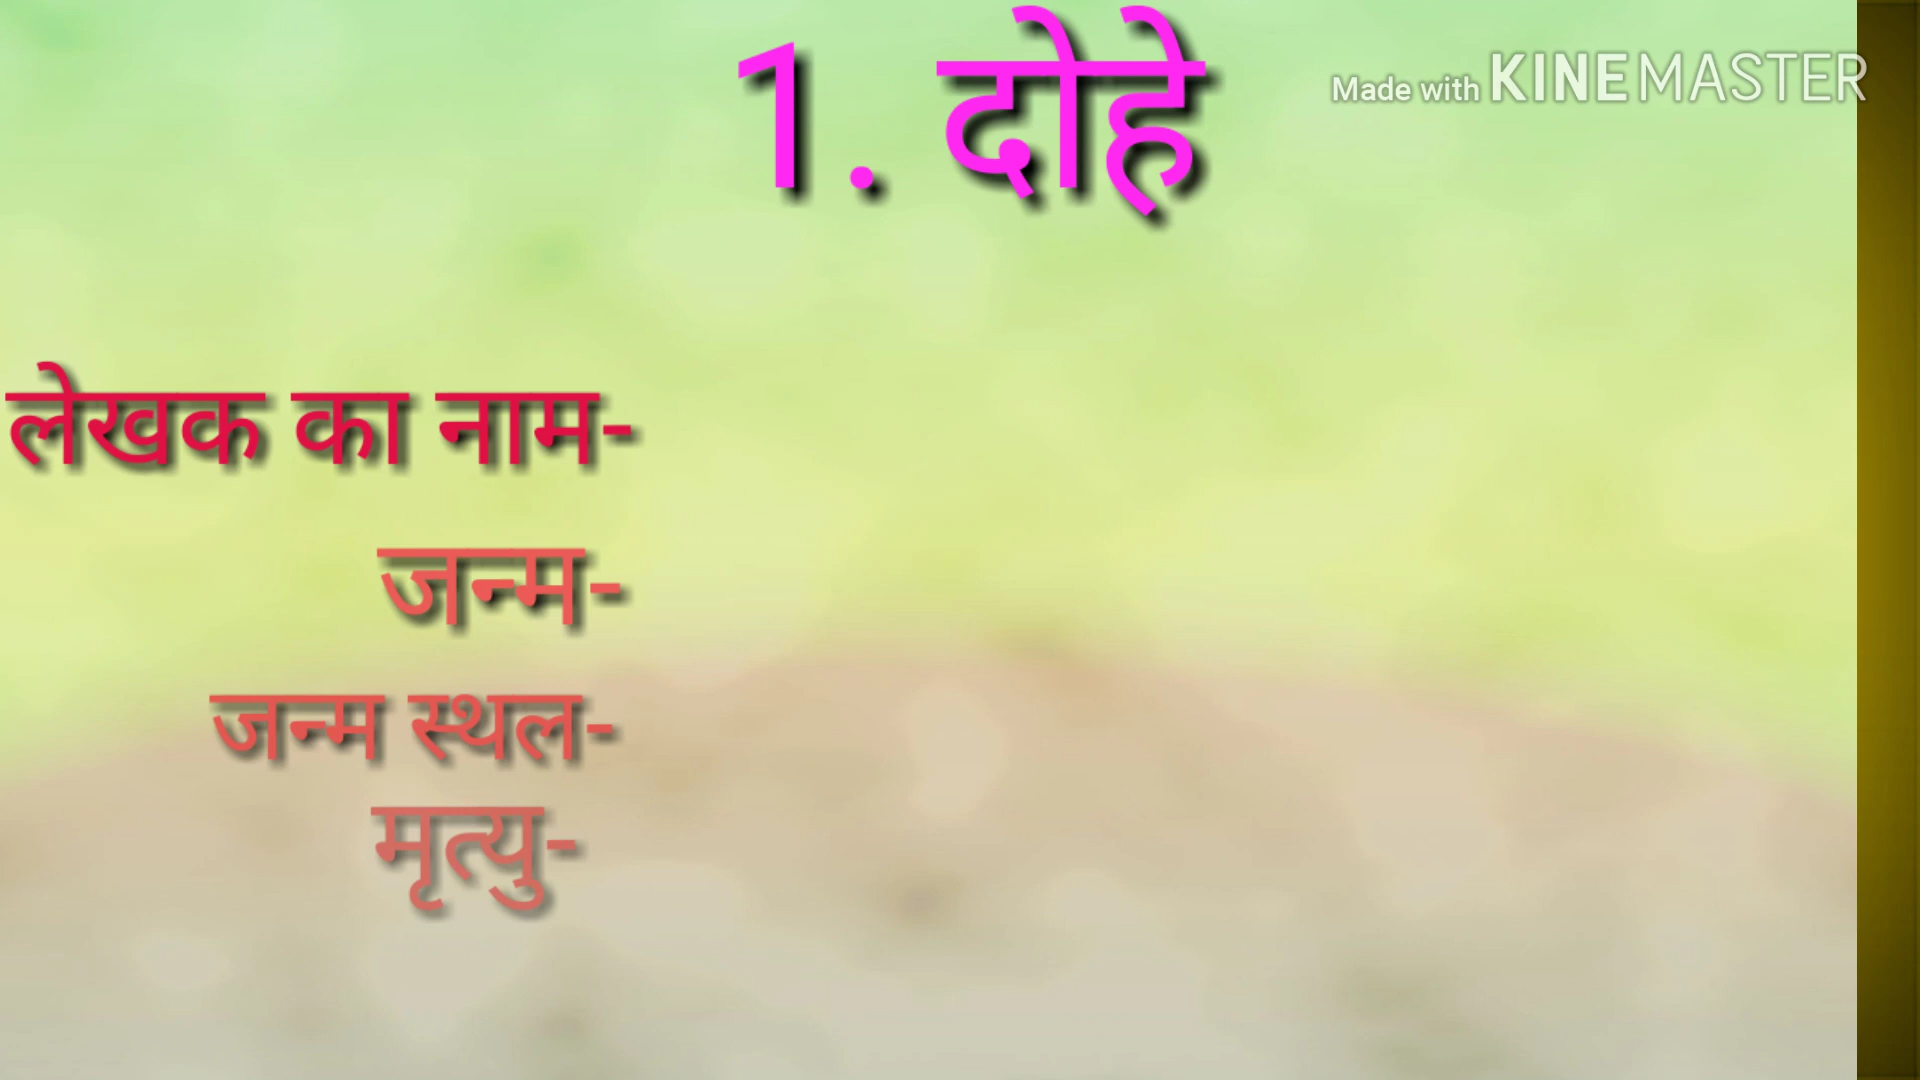 1. दोहे
Made with KINEMASTER
लेखक का नाम-
जन्म-
जन्म स्थल-
मृत्यु-